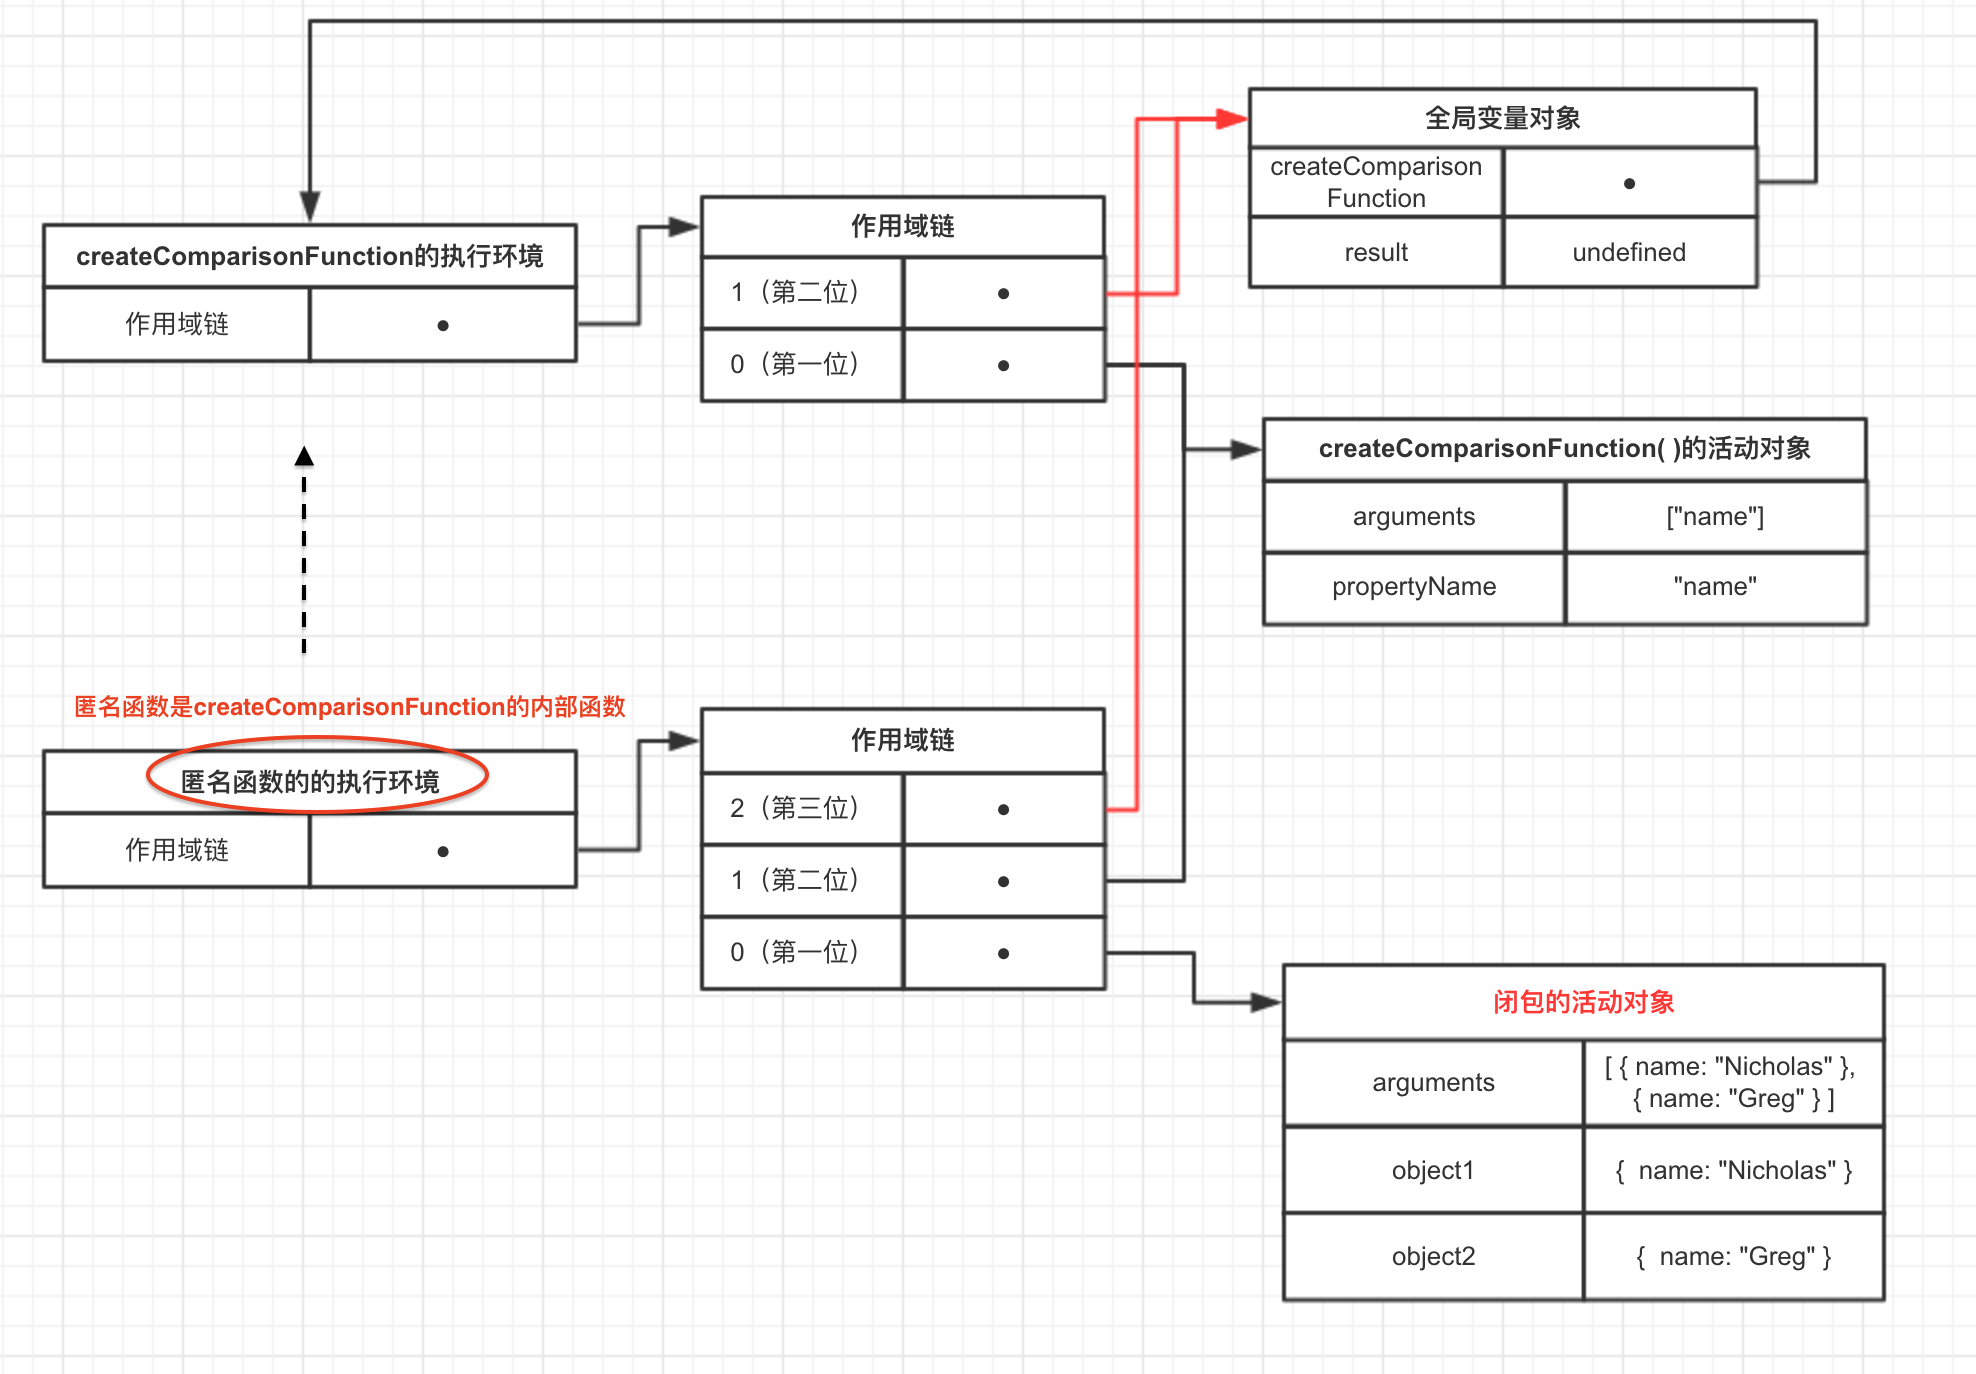 全局变量对象
createComparison
Function
•
result
undefined
createComparisonFunction的执行环境
作用域链
•
作用域链
1（第二位）
•
0（第一位）
•
createComparisonFunction( )的活动对象
arguments
["name"]
propertyName
"name"
匿名函数是createComparisonFunction的内部函数
匿名函数的的执行环境
作用域链
•
作用域链
2（第三位）
•
1（第二位）
•
0（第一位）
•
闭包的活动对象
arguments
[ { name: "Nicholas" },
{ name: "Greg" } ]
object1
{  name: "Nicholas" }
object2
{  name: "Greg" }